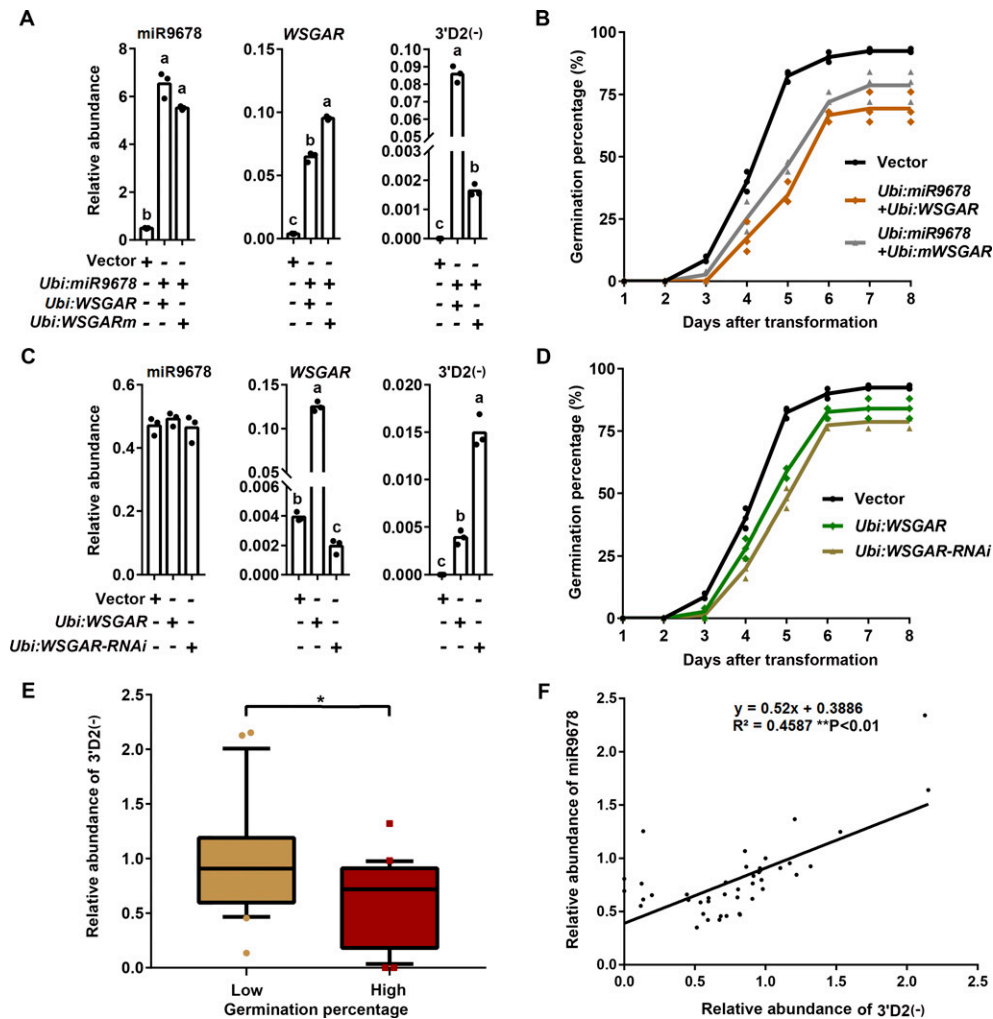 A
miR9678
WSGAR
3'D2(-)
Relative abundance
8
6
4
2
0
a
a
b
0.15
0.10
0.05
0.00
a
b
c
0.10
0.09
0.08
0.07
0.06
0.05
0.04
0.003
0.002
0.001
0.000
a
b
c
Vector + - - + - - + - -
Ubi:miR9678 - + + - + + - + +
Ubi:WSGAR - + - - + - - + -
Ubi:WSGARm - - + - - + - - +
B
Germination percentage (%)
100
75
50
25
0
1 2 3 4 5 6 7 8
Days after transformation
Vector
Ubi:miR9678
+Ubi:WSGAR
Ubi:miR9678
+Ubi:mWSGAR
C
miR9678
WSGAR
3'D2(-)
Relative abundance
0.6
0.4
0.2
0.0
0.15
0.10
0.05
0.006
0.004
0.002
0.000
a
b
c
0.020
0.015
0.010
0.005
0.000
a
b
c
Vector + - - + - - + - -
Ubi:WSGAR - + - - + - - + -
Ubi:WSGAR-RNAi - - + - - + - - +
D
Germination percentage (%)
100
75
50
25
0
1 2 3 4 5 6 7 8
Days after transformation
Vector
Ubi:WSGAR
Ubi:WSGAR-RNAi
E
Relative abundance of 3'D2(-)
2.5
2.0
1.5
1.0
0.5
0.0
*
Low High
Germination percentage
F
Relative abundance of miR9678
2.5
2.0
1.5
1.0
0.5
0.0
y = 0.52x + 0.3886
R² = 0.4587 **P<0.01
0.0 0.5 1.0 1.5 2.0 2.5
Relative abundance of 3'D2(-)